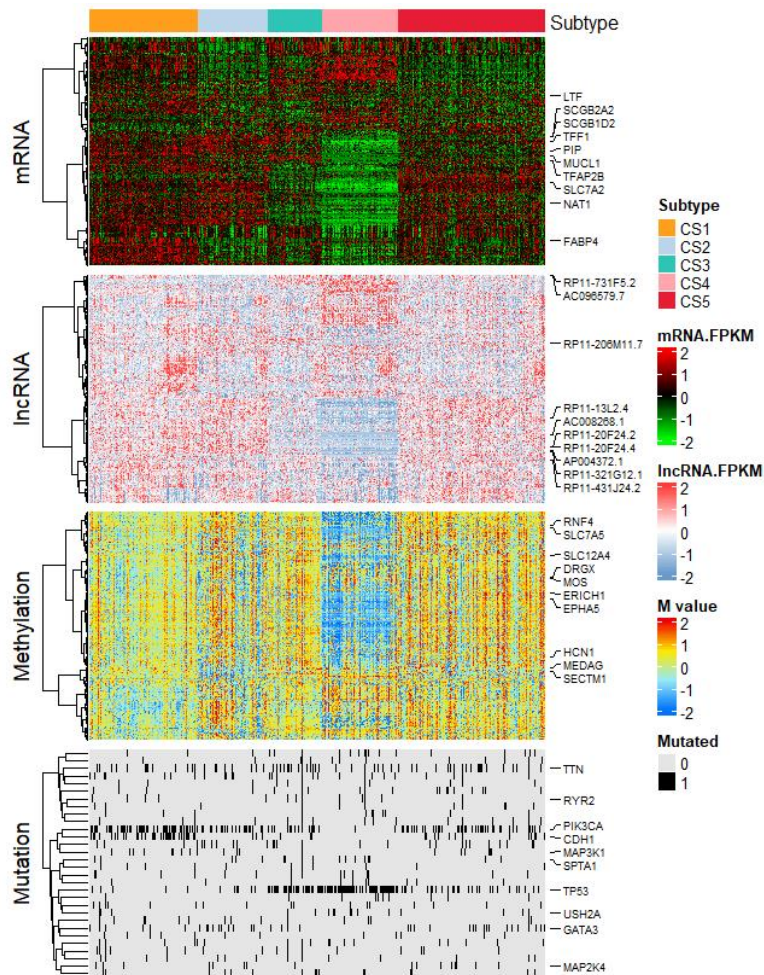 Subtype
mRNA
LTF
SCGB2A2
SCGB1D2
TFF1
PIP
MUCL1
TFAP2B
SLC7A2
NAT1
FABP4
lncRNA
RP11-731F5.2
AC096579.7
RP11-206M11.7
RP11-13L2.4
AC008268.1
RP11-20F24.2
RP11-20F24.4
AP004372.1
RP11-321G12.1
RP11-431J24.2
Methylation
RNF4
SLC7A5
SLC12A4
DRGX
MOS
ERICH1
EPHA5
HCN1
MEDAG
SECTM1
Mutation
TTN
RYR2
PIK3CA
CDH1
MAP3K1
SPTA1
TP53
USH2A
GATA3
MAP2K4
Subtype
CS1
CS2
CS3
CS4
CS5
mRNA.FPKM
2
1
0
-1
-2
lncRNA.FPKM
2
1
0
-1
-2
M value
2
1
0
-1
-2
Mutated
0
1